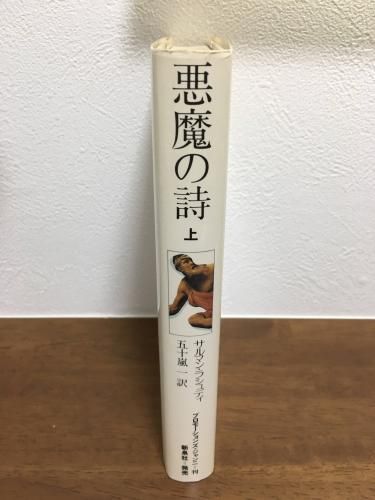 悪魔の詩
上
サルマン・ラシュディ
五十嵐一 訳
プロモーションズ・ジャンニ・刊
新泉社・発売